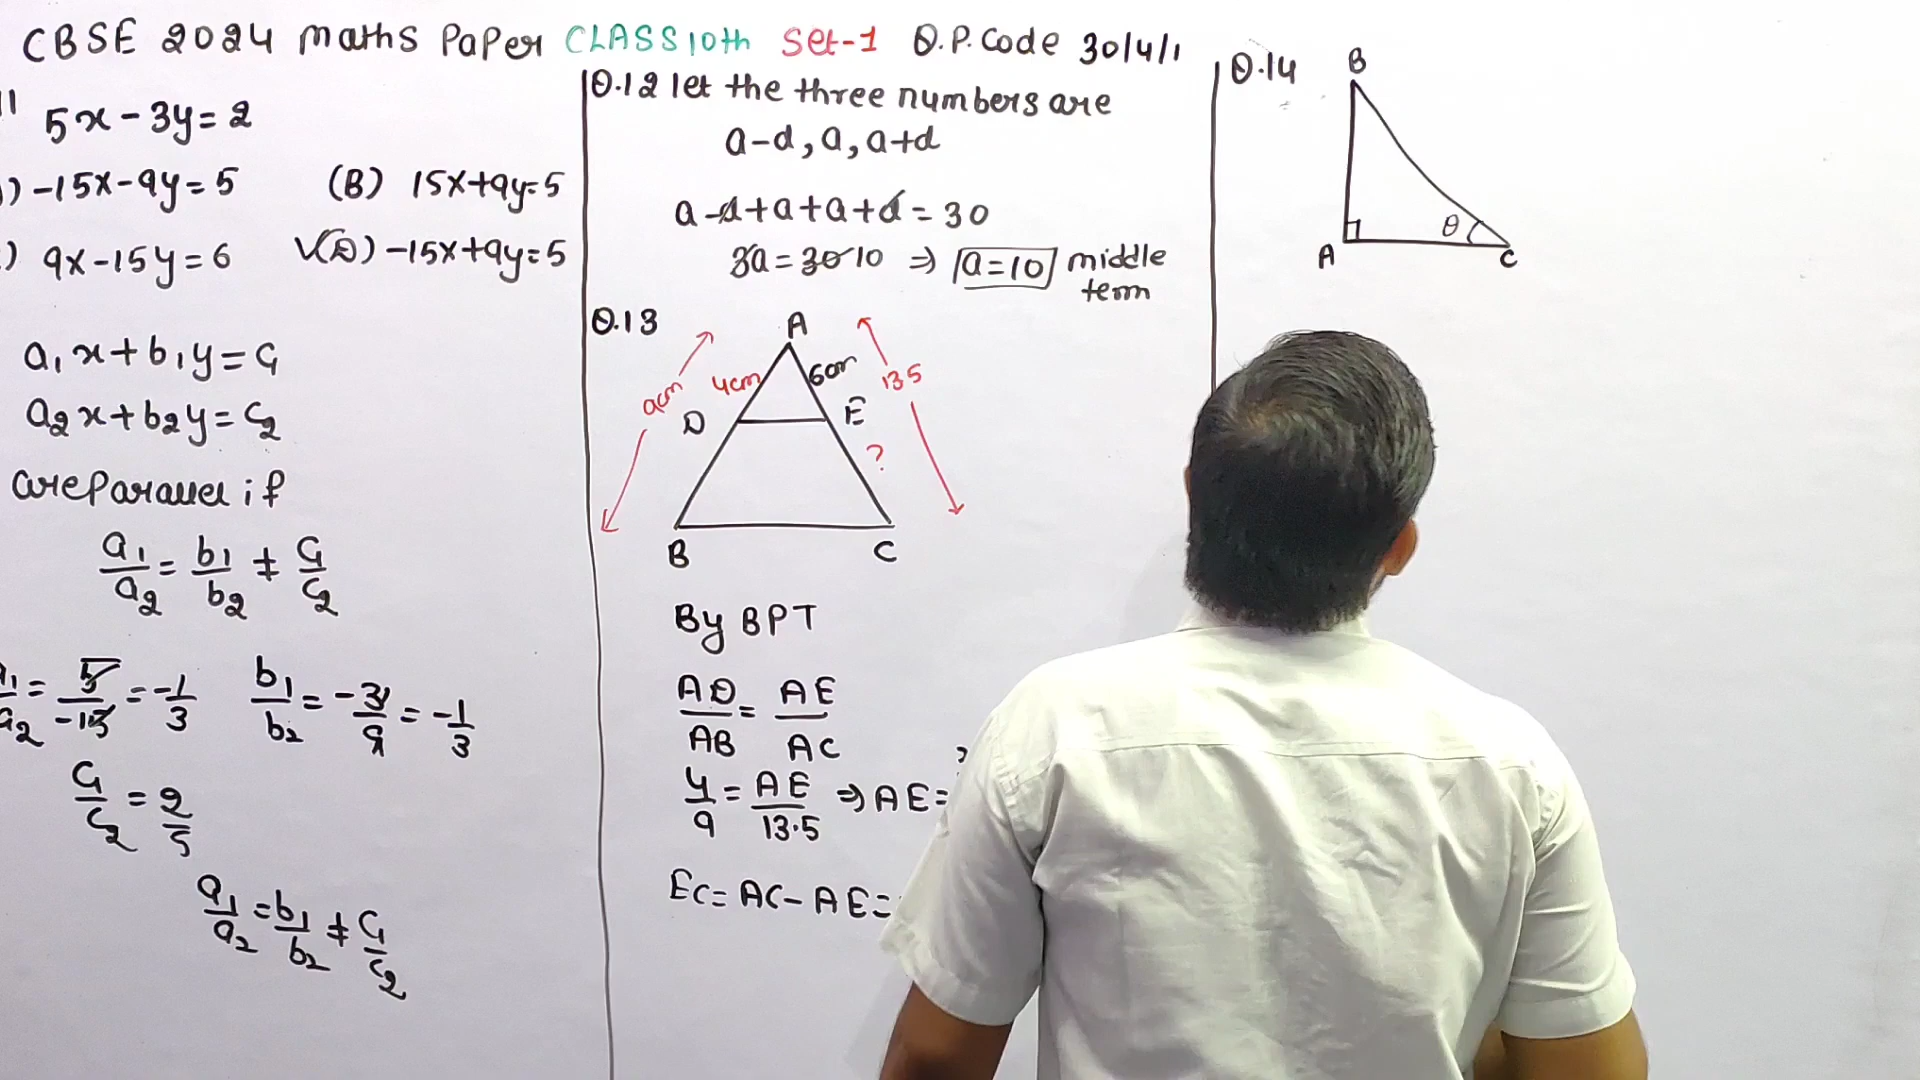 CBSE 2024 maths Paper CLASS 10th Set-1 Q.P. Code 30/4/1
5x-3y=2
-15x-9y=5 (B) 15x+9y=5
9x-15y=6 √(D) -15x+9y=5
a₁x+b₁y=c₁
a₂x+b₂y=c₂
are Parallel if
a₁/a₂ = b₁/b₂ ≠ c₁/c₂
a₁/a₂ = 5/-15 = -1/3 b₁/b₂ = -3/9 = -1/3
c₁/c₂ = 2/5
a₁/a₂ = b₁/b₂ ≠ c₁/c₂
Q.12 let the three numbers are
a-d, a, a+d
a-d+a+a+d=30
3a=30 10 ⇒ a=10 middle
term
Q.13
A
9cm 4cm 6cm 13.5
D E
?
B C
By BPT
AD/AB = AE/AC
4/9 = AE/13.5 ⇒ AE=
EC=AC-AE=
Q.14
B
θ
A C